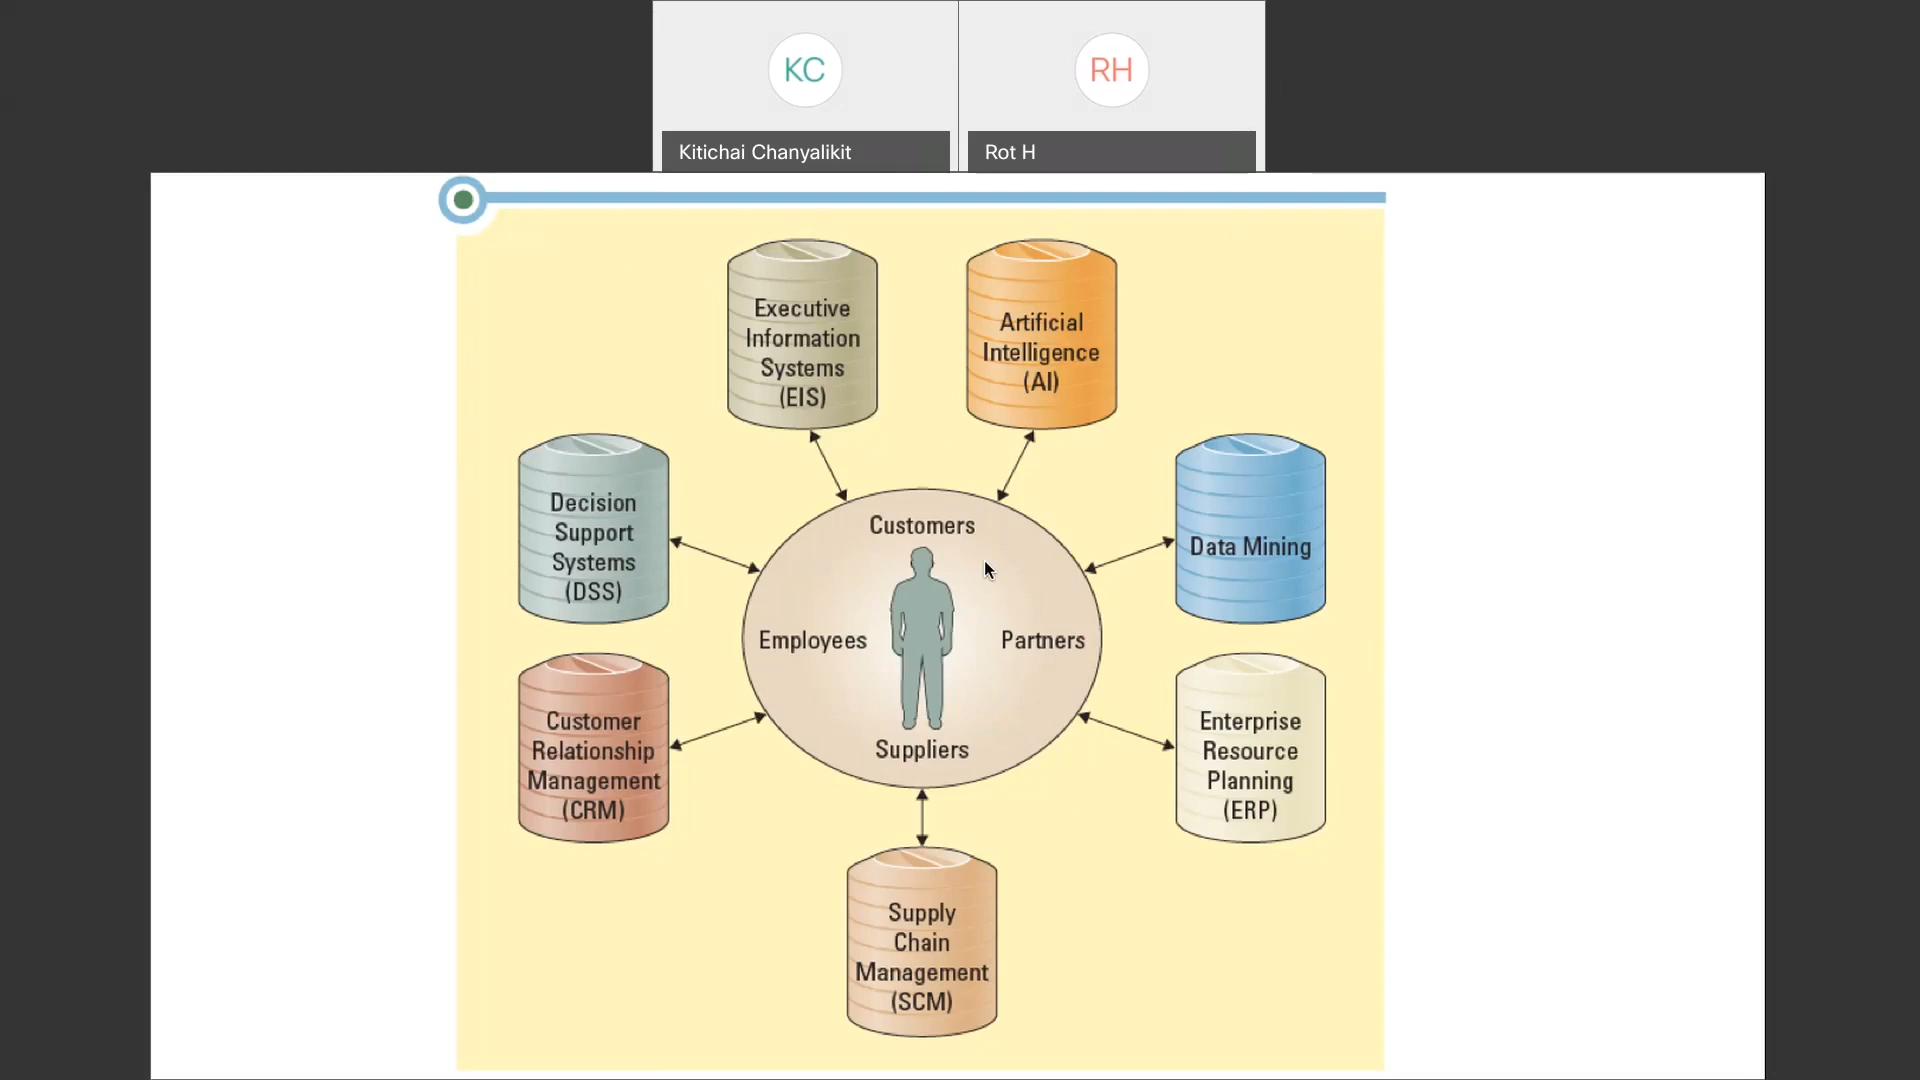 KC
RH
Kitichai Chanyalikit
Rot H
Executive
Information
Systems
(EIS)
Artificial
Intelligence
(AI)
Decision
Support
Systems
(DSS)
Customers
Data Mining
Employees
Partners
Customer
Relationship
Management
(CRM)
Suppliers
Enterprise
Resource
Planning
(ERP)
Supply
Chain
Management
(SCM)